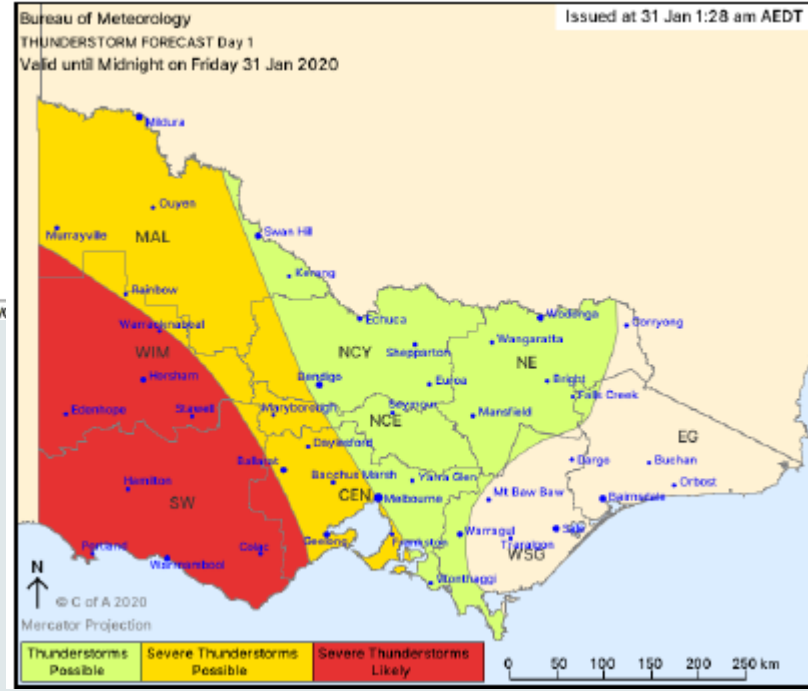 Bureau of Meteorology
Issued at 31 Jan 1:28 am AEDT
THUNDERSTORM FORECAST Day 1
Valid until Midnight on Friday 31 Jan 2020
Mildura
Ouyen
Murrayville
MAL
Swan Hill
Kerang
Rainbow
Warracknabeal
Echuca
Wodonga
Corryong
WIM
NCY
Shepparton
Wangaratta
NE
Horsham
Bendigo
Euroa
Bright
Falls Creek
Edenhope
Stawell
Maryborough
Seymour
NCE
Mansfield
Daylesford
EG
Ballarat
Dargo
Buchan
Hamilton
Bacchus Marsh
Yarra Glen
Orbost
SW
CEN
Melbourne
Mt Baw Baw
Bairnsdale
Portland
Warrnambool
Colac
Geelong
Frankston
Warragul
Sale
Traralgon
WSG
Wonthaggi
N
© C of A 2020
Mercator Projection
Thunderstorms Possible
Severe Thunderstorms Possible
Severe Thunderstorms Likely
0 50 100 150 200 250 km